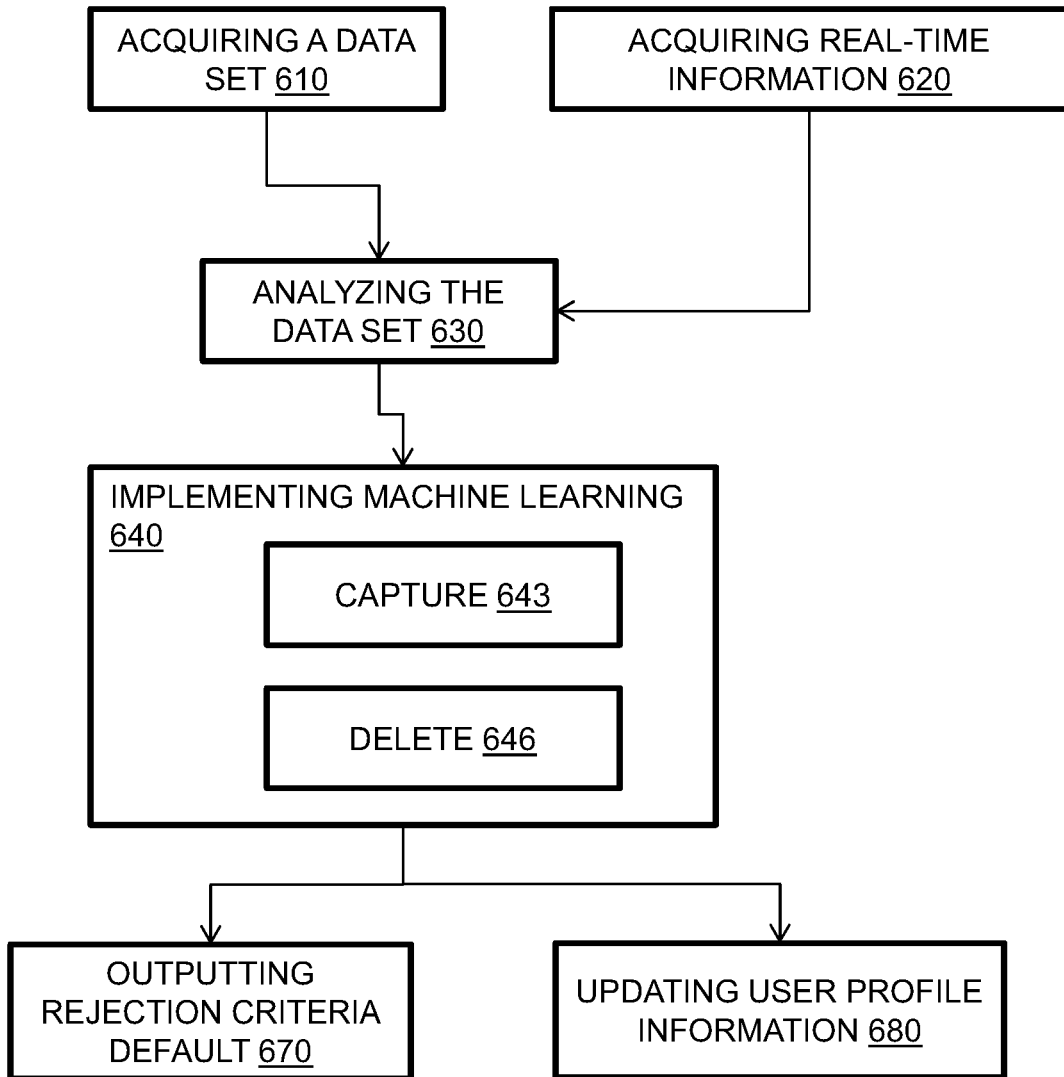 ACQUIRING A DATA
SET 610
ACQUIRING REAL-TIME
INFORMATION 620
ANALYZING THE
DATA SET 630
IMPLEMENTING MACHINE LEARNING
640
CAPTURE 643
DELETE 646
OUTPUTTING
REJECTION CRITERIA
DEFAULT 670
UPDATING USER PROFILE
INFORMATION 680